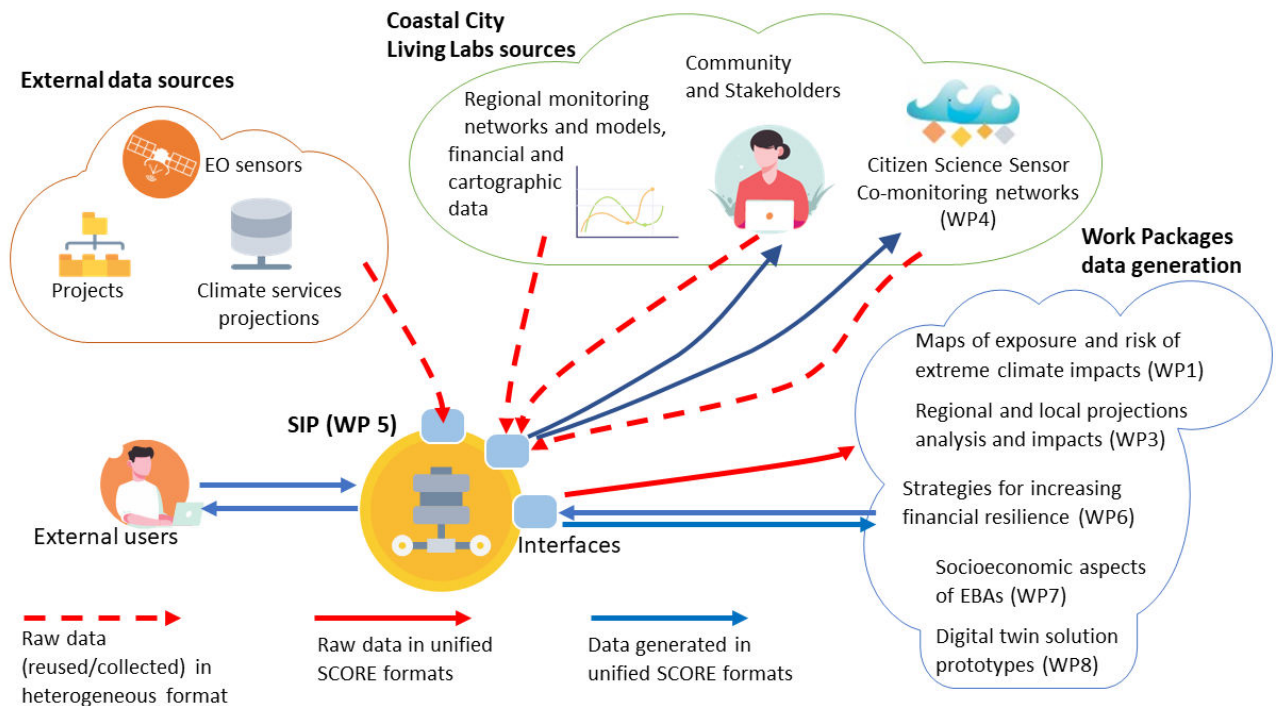 Coastal City
Living Labs sources
External data sources
EO sensors
Projects
Climate services
projections
Regional monitoring
networks and models,
financial and
cartographic
data
Community
and Stakeholders
Citizen Science Sensor
Co-monitoring networks
(WP4)
Work Packages
data generation
Maps of exposure and risk of
extreme climate impacts (WP1)
Regional and local projections
analysis and impacts (WP3)
Strategies for increasing
financial resilience (WP6)
Socioeconomic aspects
of EBAs (WP7)
Digital twin solution
prototypes (WP8)
SIP (WP 5)
External users
Interfaces
Raw data
(reused/collected) in
heterogeneous format
Raw data in unified
SCORE formats
Data generated in
unified SCORE formats